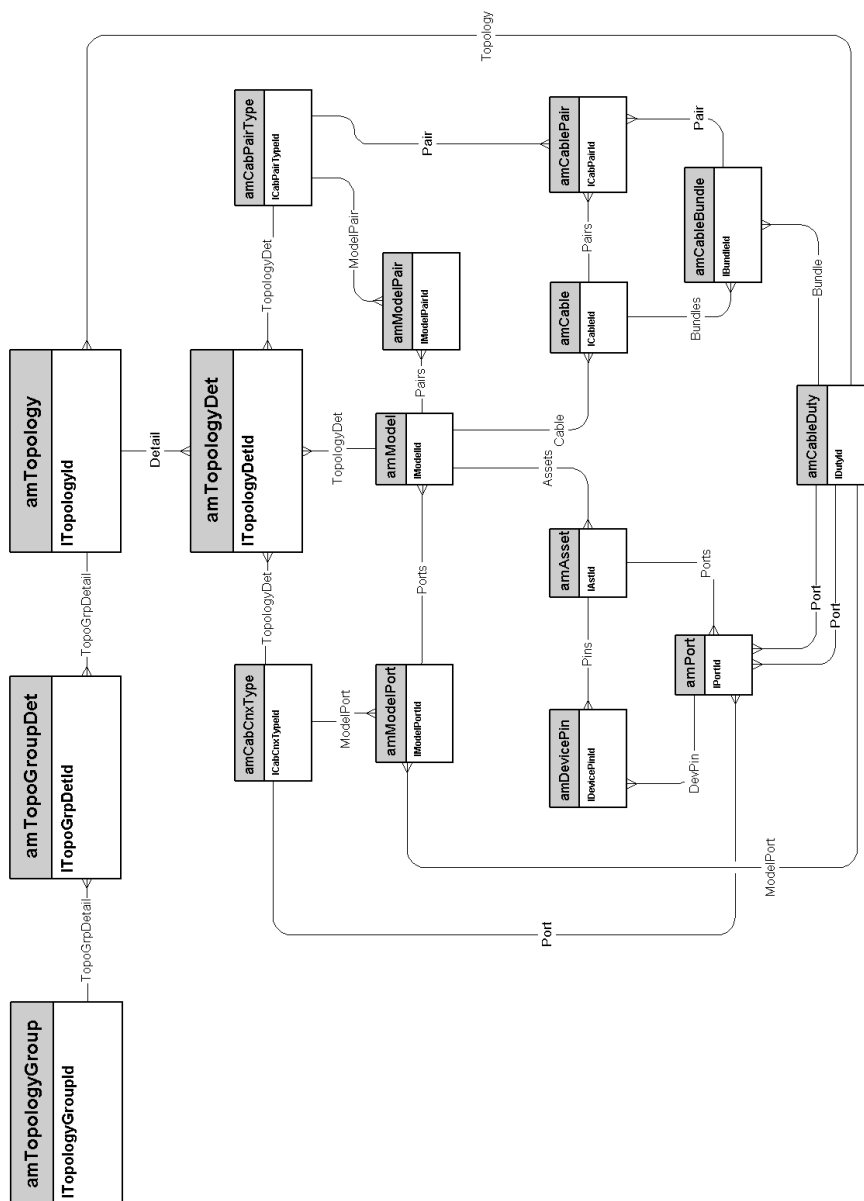 amTopologyGroup
lTopologyGroupId
TopoGrpDetail
amTopoGroupDet
lTopoGrpDetId
TopoGrpDetail
amTopology
lTopologyId
Detail
amTopologyDet
lTopologyDetId
amCabCnxType
lCabCnxTypeId
TopologyDet
TopologyDet
amCabPairType
lCabPairTypeId
ModelPort
TopologyDet
ModelPair
amModelPort
lModelPortId
Ports
amModel
lModelId
Pairs
amModelPair
lModelPairId
Pair
Topology
Port
Assets
Cable
amDevicePin
lDevicePinId
Pins
amAsset
lAstId
amCable
lCableId
Pairs
amCablePair
lCabPairId
DevPin
Ports
Bundles
Pair
amPort
lPortId
amCableBundle
lBundleId
ModelPort
Port
Port
Bundle
amCableDuty
lDutyId